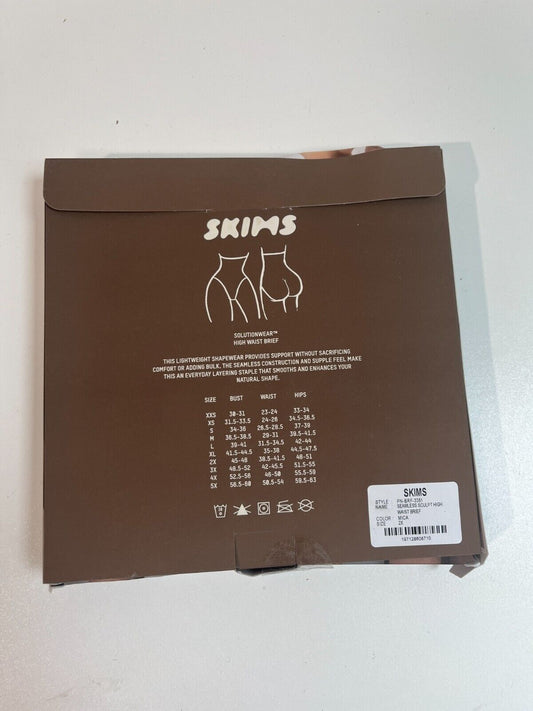 SKIMS
SOLUTIONWEAR™
HIGH WAIST BRIEF
THIS LIGHTWEIGHT SHAPEWEAR PROVIDES SUPPORT WITHOUT SACRIFICING
COMFORT OR ADDING BULK. THE SEAMLESS CONSTRUCTION AND SUPPLE FEEL MAKE
THIS AN EVERYDAY LAYERING STAPLE THAT SMOOTHS AND ENHANCES YOUR
NATURAL SHAPE.
SIZE BUST WAIST HIPS
XXS 30-31 23-24 33-34
XS 31.5-33.5 24-26 34.5-36.5
S 34-36 26.5-28.5 37-39
M 36.5-38.5 29-31 39.5-41.5
L 39-41 31.5-34.5 42-44
XL 41.5-44.5 35-38 44.5-47.5
2X 45-48 38.5-41.5 48-51
3X 48.5-52 42-45.5 51.5-55
4X 52.5-56 46-50 55.5-59
5X 56.5-60 50.5-54 59.5-63
SKIMS
STYLE PN-BRF-2051
NAME SEAMLESS SCULPT HIGH
WAIST BRIEF
COLOR MICA
SIZE 2X